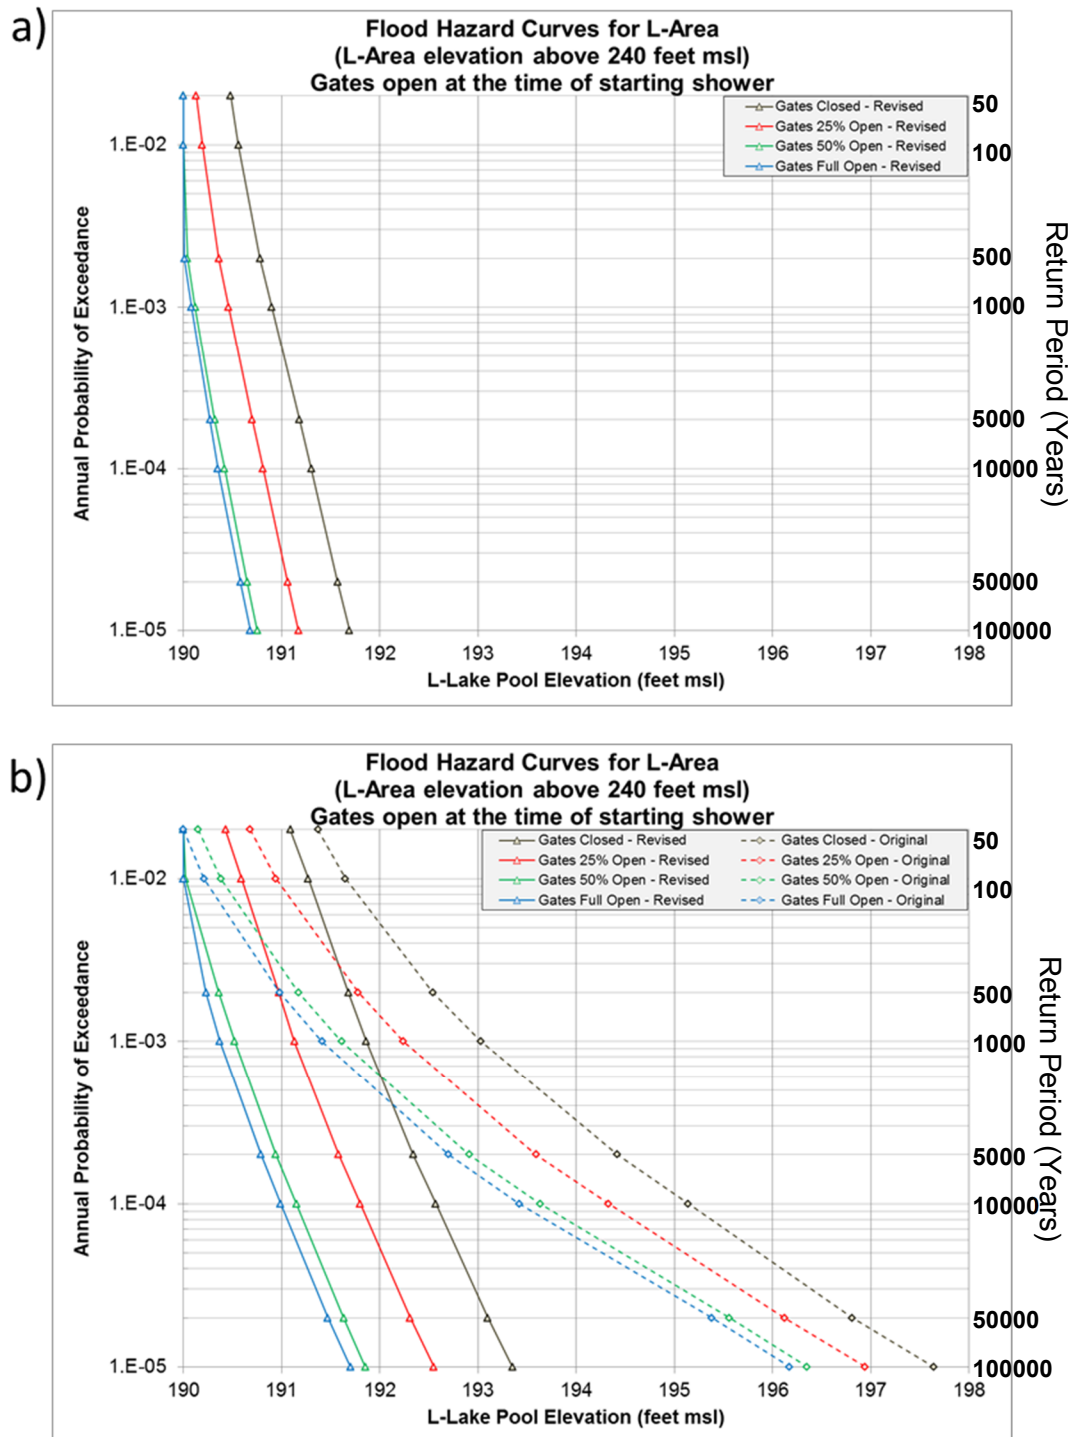 a)
Flood Hazard Curves for L-Area
(L-Area elevation above 240 feet msl)
Gates open at the time of starting shower
Gates Closed - Revised
Gates 25% Open - Revised
Gates 50% Open - Revised
Gates Full Open - Revised
Annual Probability of Exceedance
1.E-02
1.E-03
1.E-04
1.E-05
50
100
500
1000
5000
10000
50000
100000
Return Period (Years)
190 191 192 193 194 195 196 197 198
L-Lake Pool Elevation (feet msl)
b)
Flood Hazard Curves for L-Area
(L-Area elevation above 240 feet msl)
Gates open at the time of starting shower
Gates Closed - Revised
Gates 25% Open - Revised
Gates 50% Open - Revised
Gates Full Open - Revised
Gates Closed - Original
Gates 25% Open - Original
Gates 50% Open - Original
Gates Full Open - Original
Annual Probability of Exceedance
1.E-02
1.E-03
1.E-04
1.E-05
50
100
500
1000
5000
10000
50000
100000
Return Period (Years)
190 191 192 193 194 195 196 197 198
L-Lake Pool Elevation (feet msl)